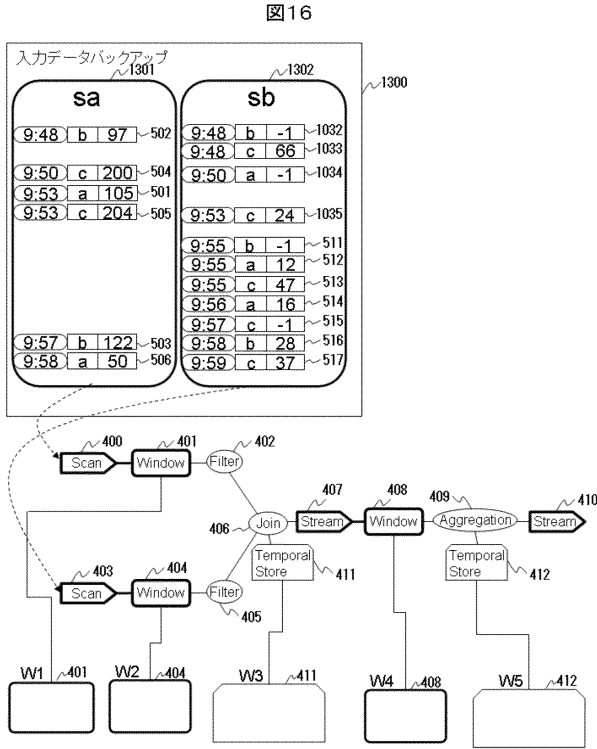 図16
入力データバックアップ
1301
1302
1300
sa
sb
9:48 b 97 502
9:48 b -1 1032
9:48 c 66 1033
9:50 c 200 504
9:50 a -1 1034
9:53 a 105 501
9:53 c 204 505
9:53 c 24 1035
9:55 b -1 511
9:55 a 12 512
9:55 c 47 513
9:56 a 16 514
9:57 c -1 515
9:57 b 122 503
9:58 b 28 516
9:58 a 50 506
9:59 c 37 517
400 401 402
Scan Window Filter
407 408 409 410
406 Join Stream Window Aggregation Stream
403 404
Temporal Store 411
Temporal Store 412
Scan Window Filter
405
W1 401
W2 404
W3 411
W4 408
W5 412